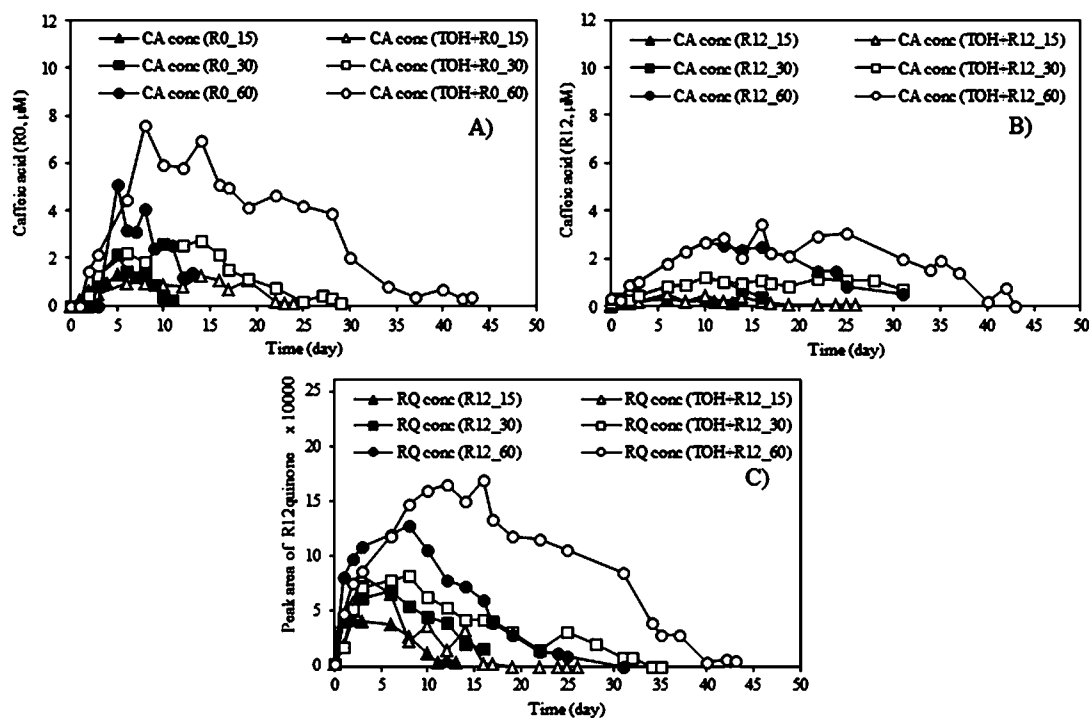 12
10
8
6
4
2
0
CA conc (R0_15)
CA conc (TOH+R0_15)
CA conc (R0_30)
CA conc (TOH+R0_30)
CA conc (R0_60)
CA conc (TOH+R0_60)
A)
Caffeic acid (R0, μM)
0 5 10 15 20 25 30 35 40 45 50
Time (day)
12
10
8
6
4
2
0
CA conc (R12_15)
CA conc (TOH+R12_15)
CA conc (R12_30)
CA conc (TOH+R12_30)
CA conc (R12_60)
CA conc (TOH+R12_60)
B)
Caffeic acid (R12, μM)
0 5 10 15 20 25 30 35 40 45 50
Time (day)
25
20
15
10
5
0
RQ conc (R12_15)
RQ conc (TOH+R12_15)
RQ conc (R12_30)
RQ conc (TOH+R12_30)
RQ conc (R12_60)
RQ conc (TOH+R12_60)
C)
Peak area of R12 quinone x 10000
0 5 10 15 20 25 30 35 40 45 50
Time (day)